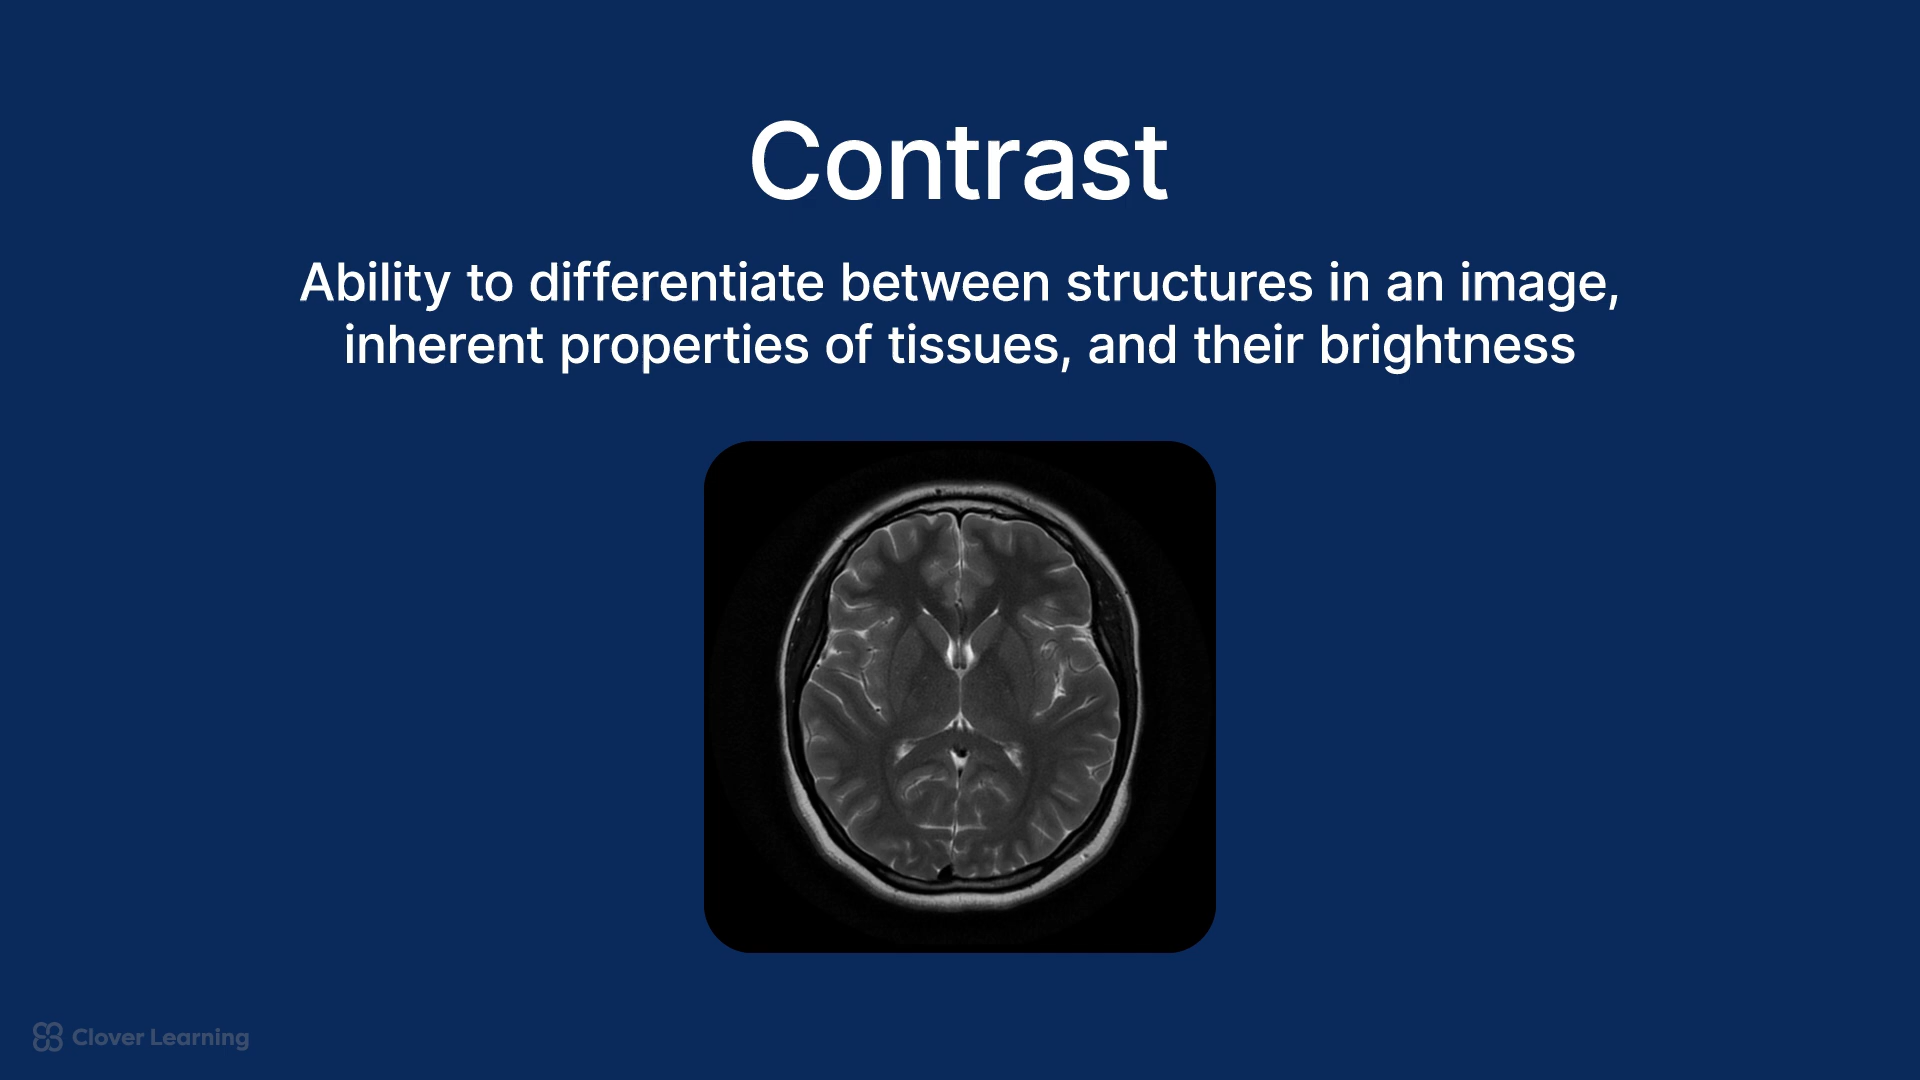 Contrast
Ability to differentiate between structures in an image,
inherent properties of tissues, and their brightness
Clover Learning